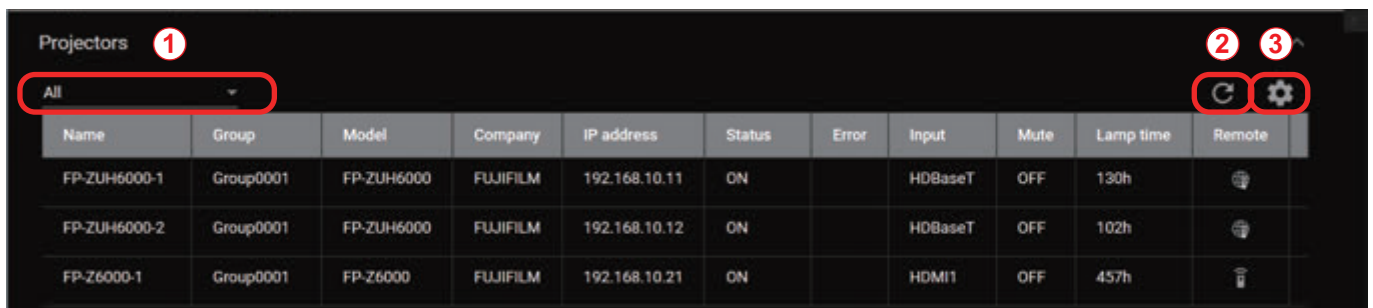 Projectors 1 2 3
All
Name Group Model Company IP address Status Error Input Mute Lamp time Remote
FP-ZUH6000-1 Group0001 FP-ZUH6000 FUJIFILM 192.168.10.11 ON HDBaseT OFF 130h
FP-ZUH6000-2 Group0001 FP-ZUH6000 FUJIFILM 192.168.10.12 ON HDBaseT OFF 102h
FP-Z6000-1 Group0001 FP-Z6000 FUJIFILM 192.168.10.21 ON HDMI1 OFF 457h